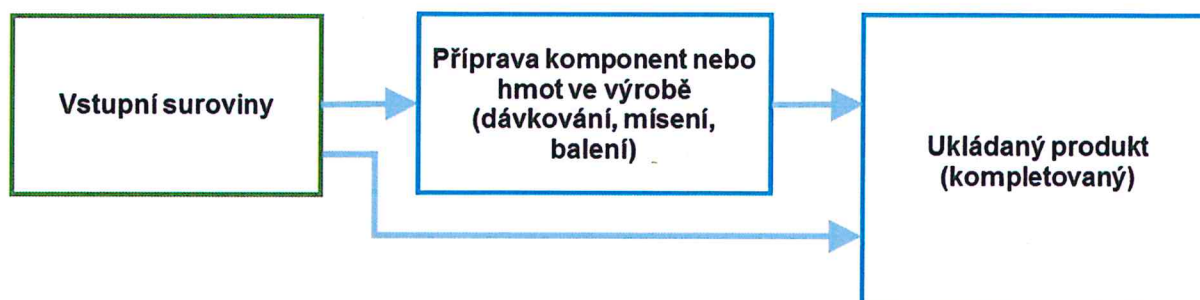 Vstupní suroviny
Příprava komponent nebo
hmot ve výrobě
(dávkování, mísení,
balení)
Ukládaný produkt
(kompletovaný)